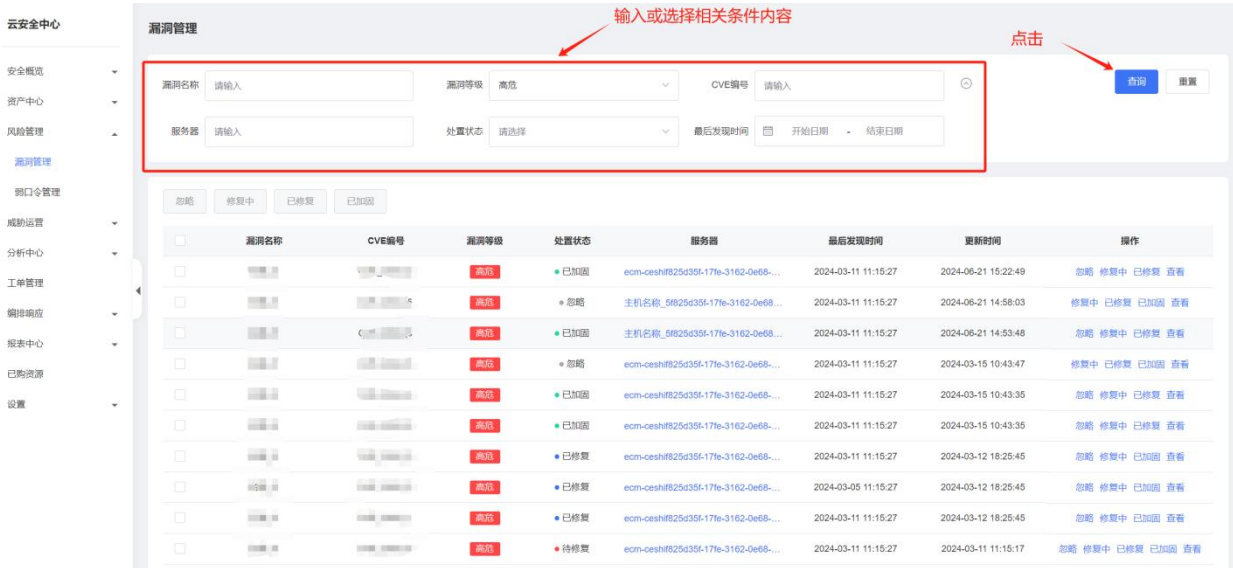 云安全中心
漏洞管理
输入或选择相关条件内容
点击
安全概览
资产中心
风险管理
漏洞管理
弱口令管理
威胁运营
分析中心
工单管理
编排响应
报表中心
已购资源
设置
漏洞名称 请输入 漏洞等级 高危 CVE编号 请输入 查询 重置
服务器 请输入 处置状态 请选择 最后发现时间 开始日期 - 结束日期
忽略 修复中 已修复 已加固
漏洞名称 CVE编号 漏洞等级 处置状态 服务器 最后发现时间 更新时间 操作
高危 已加固 ecm-ceshif825d35f-17fe-3162-0e68-... 2024-03-11 11:15:27 2024-06-21 15:22:49 忽略 修复中 已修复 查看
高危 忽略 主机名称_5f825d35f-17fe-3162-0e68... 2024-03-11 11:15:27 2024-06-21 14:58:03 修复中 已修复 已加固 查看
高危 已加固 主机名称_5f825d35f-17fe-3162-0e68... 2024-03-11 11:15:27 2024-06-21 14:53:48 忽略 修复中 已修复 查看
高危 忽略 ecm-ceshif825d35f-17fe-3162-0e68-... 2024-03-11 11:15:27 2024-03-15 10:43:47 修复中 已修复 已加固 查看
高危 已加固 ecm-ceshif825d35f-17fe-3162-0e68-... 2024-03-11 11:15:27 2024-03-15 10:43:35 忽略 修复中 已修复 查看
高危 已加固 ecm-ceshif825d35f-17fe-3162-0e68-... 2024-03-11 11:15:27 2024-03-15 10:43:35 忽略 修复中 已修复 查看
高危 已修复 ecm-ceshif825d35f-17fe-3162-0e68-... 2024-03-11 11:15:27 2024-03-12 18:25:45 忽略 修复中 已加固 查看
高危 已修复 ecm-ceshif825d35f-17fe-3162-0e68-... 2024-03-05 11:15:27 2024-03-12 18:25:45 忽略 修复中 已加固 查看
高危 已修复 ecm-ceshif825d35f-17fe-3162-0e68-... 2024-03-11 11:15:27 2024-03-12 18:25:45 忽略 修复中 已加固 查看
高危 待修复 ecm-ceshif825d35f-17fe-3162-0e68-... 2024-03-11 11:15:27 2024-03-11 11:15:17 忽略 修复中 已修复 已加固 查看